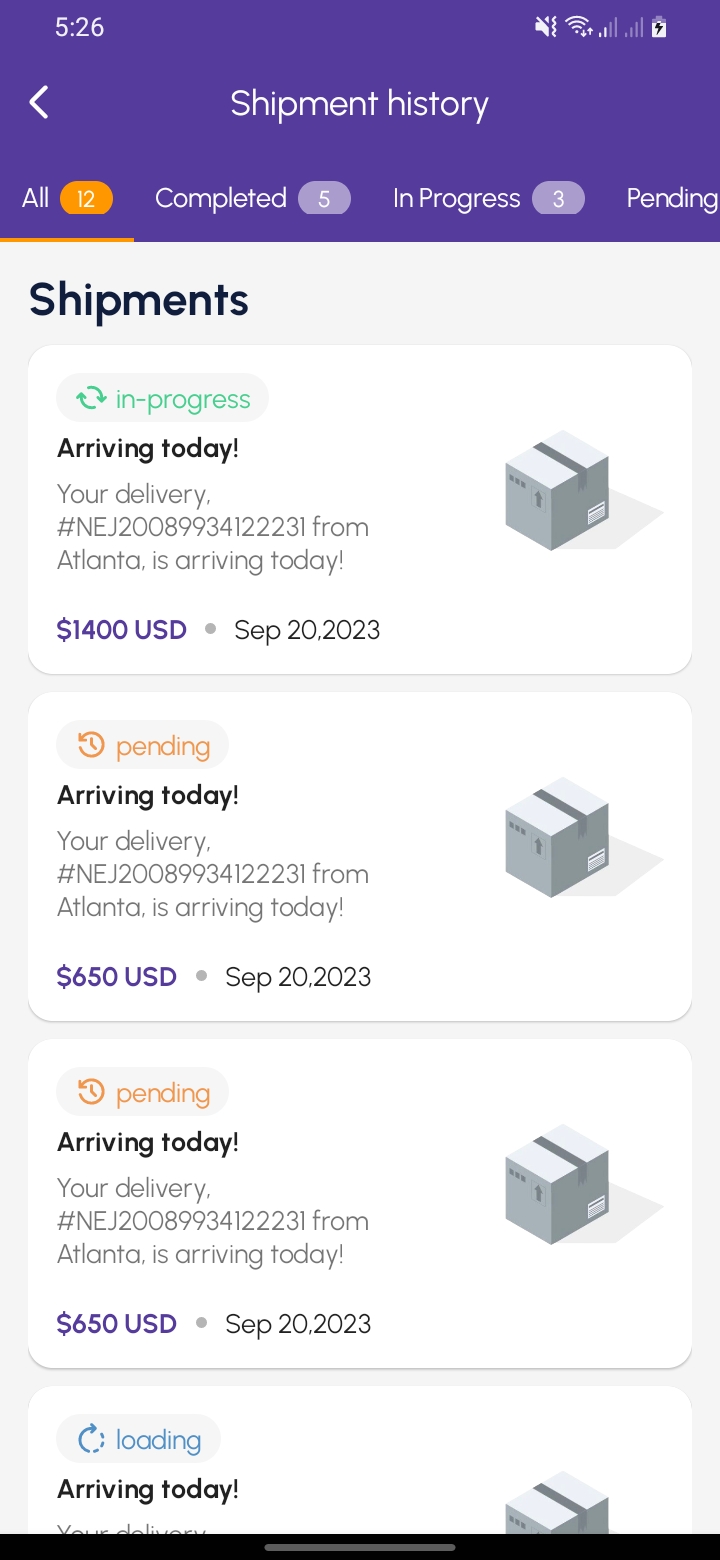 5:26
Shipment history
All 12 Completed 5 In Progress 3 Pending
Shipments
in-progress
Arriving today!
Your delivery,
#NEJ20089934122231 from
Atlanta, is arriving today!
$1400 USD • Sep 20,2023
pending
Arriving today!
Your delivery,
#NEJ20089934122231 from
Atlanta, is arriving today!
$650 USD • Sep 20,2023
pending
Arriving today!
Your delivery,
#NEJ20089934122231 from
Atlanta, is arriving today!
$650 USD • Sep 20,2023
loading
Arriving today!
Your delivery,